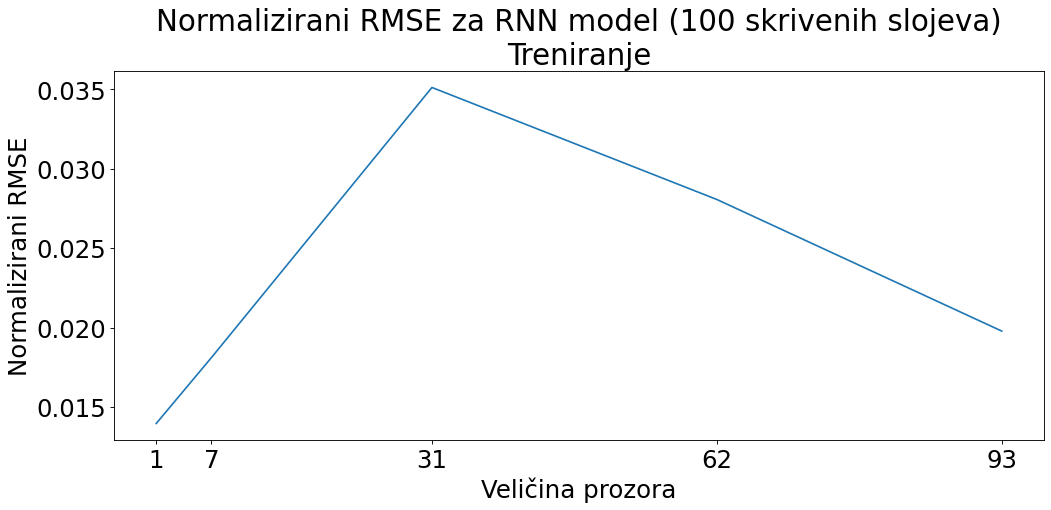 Normalizirani RMSE za RNN model (100 skrivenih slojeva)
Treniranje
Normalizirani RMSE
0.035
0.030
0.025
0.020
0.015
1 7 31 62 93
Veličina prozora